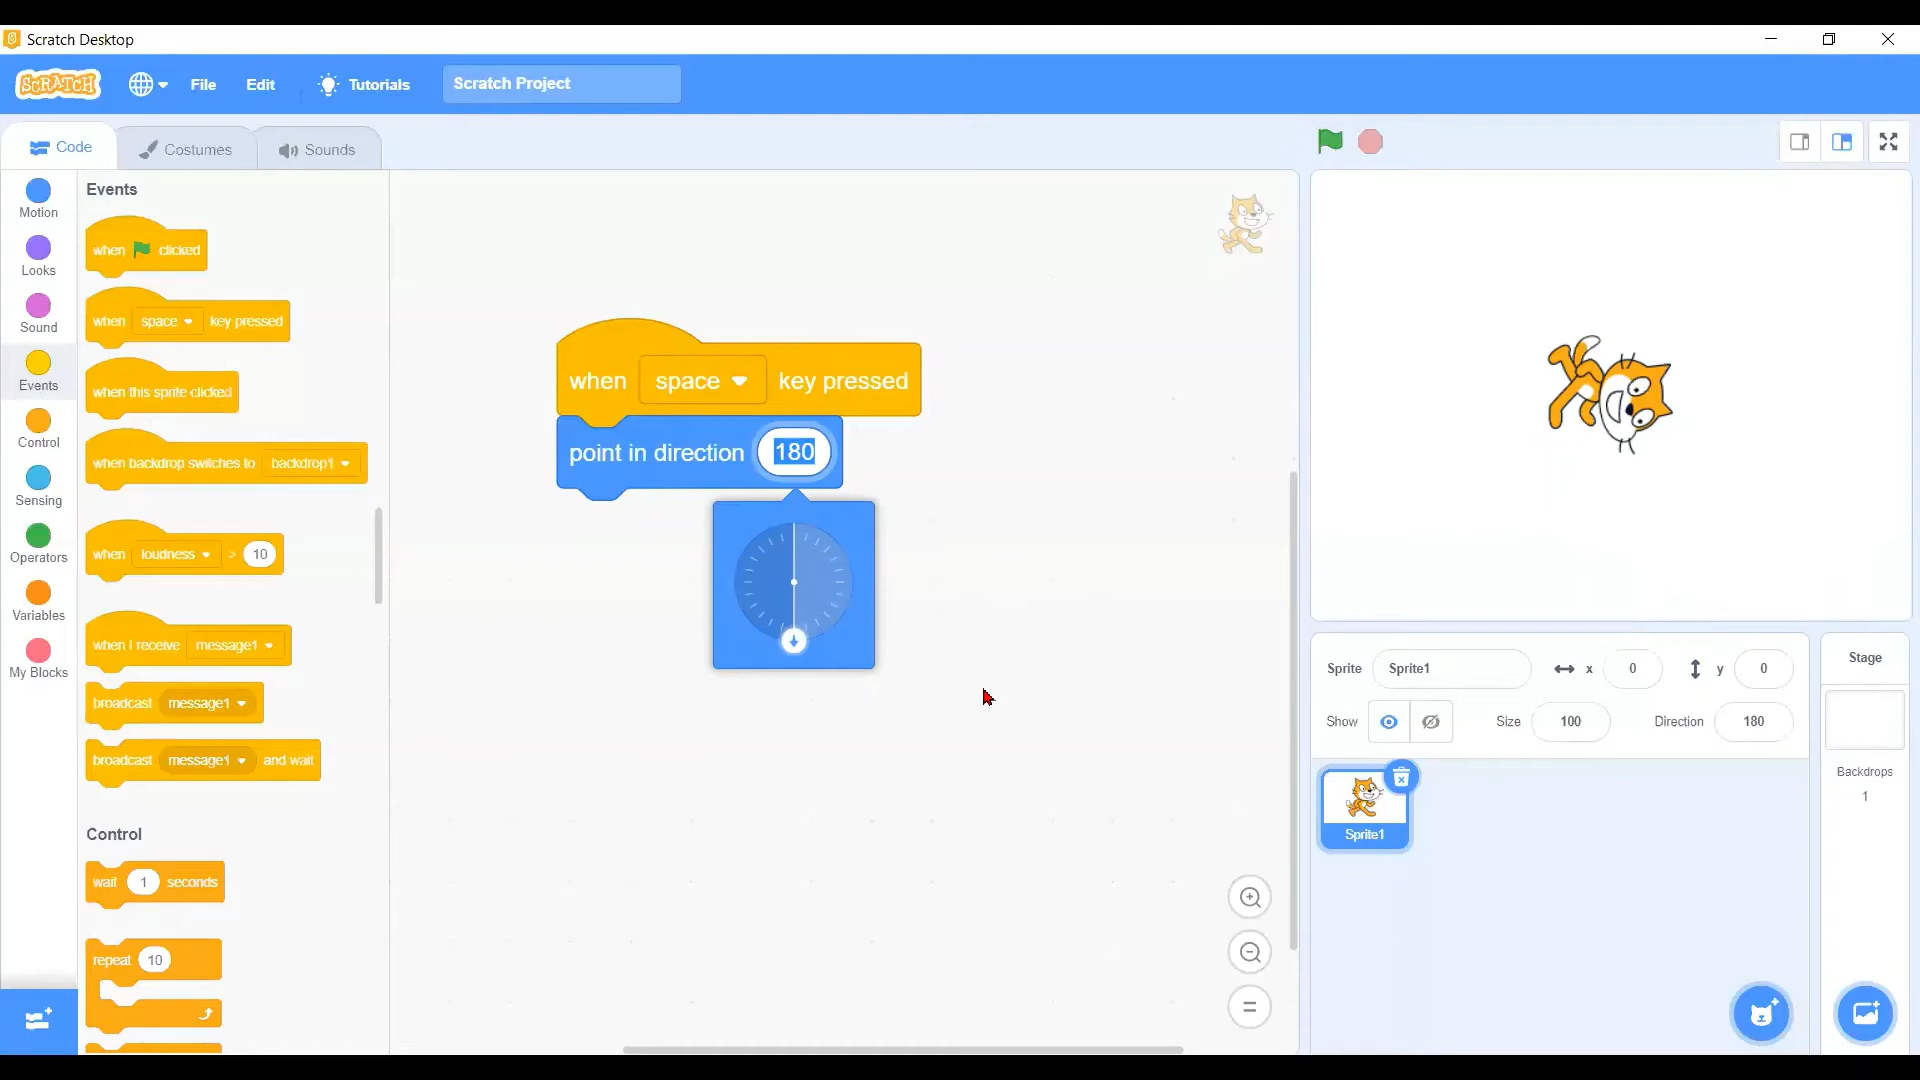 Scratch Desktop
SCRATCH
File
Edit
Tutorials
Scratch Project
Code
Costumes
Sounds
Motion
Looks
Sound
Events
Control
Sensing
Operators
Variables
My Blocks
Events
when clicked
when space key pressed
when this sprite clicked
when backdrop switches to backdrop1
when loudness > 10
when I receive message1
broadcast message1
broadcast message1 and wait
Control
wait 1 seconds
repeat 10
when space key pressed
point in direction 180
Sprite Sprite1 x 0 y 0
Show Size 100 Direction 180
Sprite1
Stage
Backdrops
1